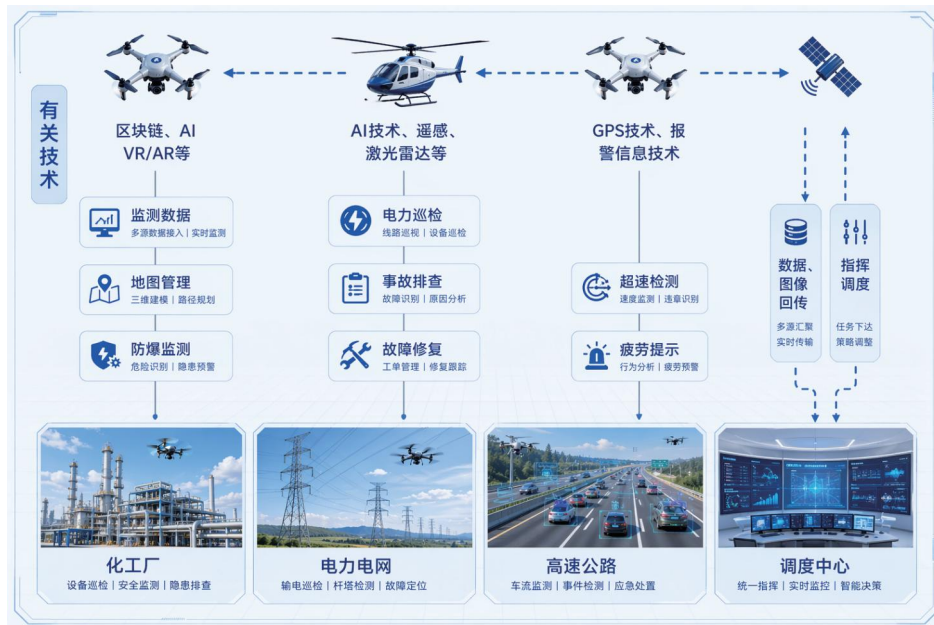 有关技术
区块链、AI
VR/AR等
监测数据
多源数据接入 | 实时监测
地图管理
三维建模 | 路径规划
防爆监测
危险识别 | 隐患预警
AI技术、遥感、
激光雷达等
电力巡检
线路巡视 | 设备巡检
事故排查
故障识别 | 原因分析
故障修复
工单管理 | 修复跟踪
GPS技术、报
警信息技术
超速检测
速度监测 | 违章识别
疲劳提示
行为分析 | 疲劳预警
数据、
图像
回传
多源汇聚
实时传输
指挥
调度
任务下达
策略调整
化工厂
设备巡检 | 安全监测 | 隐患排查
电力电网
输电巡检 | 杆塔检测 | 故障定位
高速公路
车流监测 | 事件检测 | 应急处置
调度中心
统一指挥 | 实时监控 | 智能决策